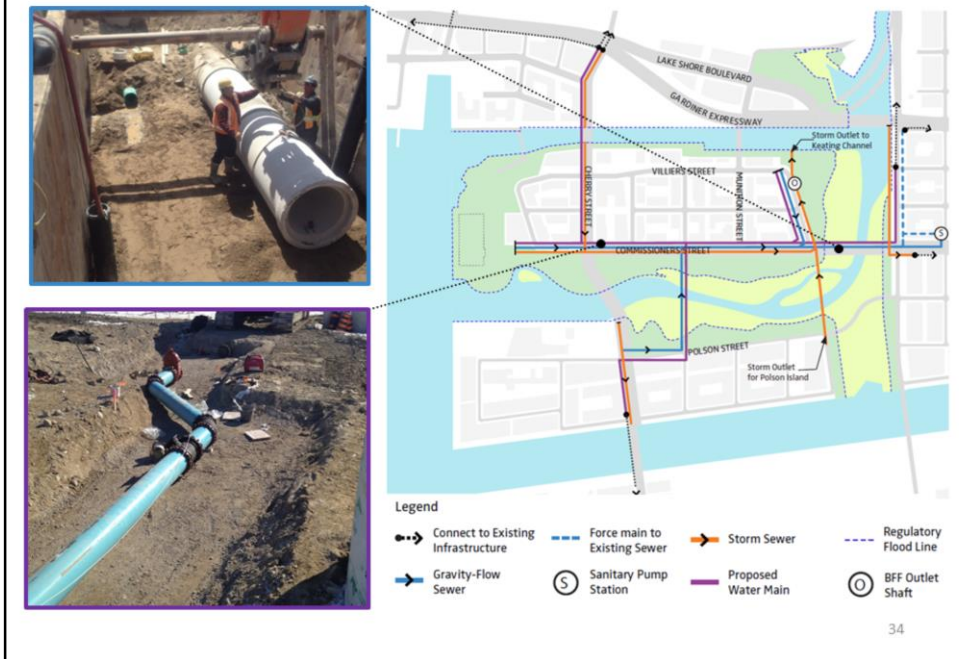 LAKE SHORE BOULEVARD
GARDINER EXPRESSWAY
Storm Outlet to
Keating Channel
CHERRY STREET
VILLIERS STREET
MUNITION STREET
O
S
COMMISSIONERS STREET
POLSON STREET
Storm Outlet
for Polson Island
Legend
Connect to Existing
Infrastructure
Force main to
Existing Sewer
Storm Sewer
Regulatory
Flood Line
Gravity-Flow
Sewer
S
Sanitary Pump
Station
Proposed
Water Main
O
BFF Outlet
Shaft
34